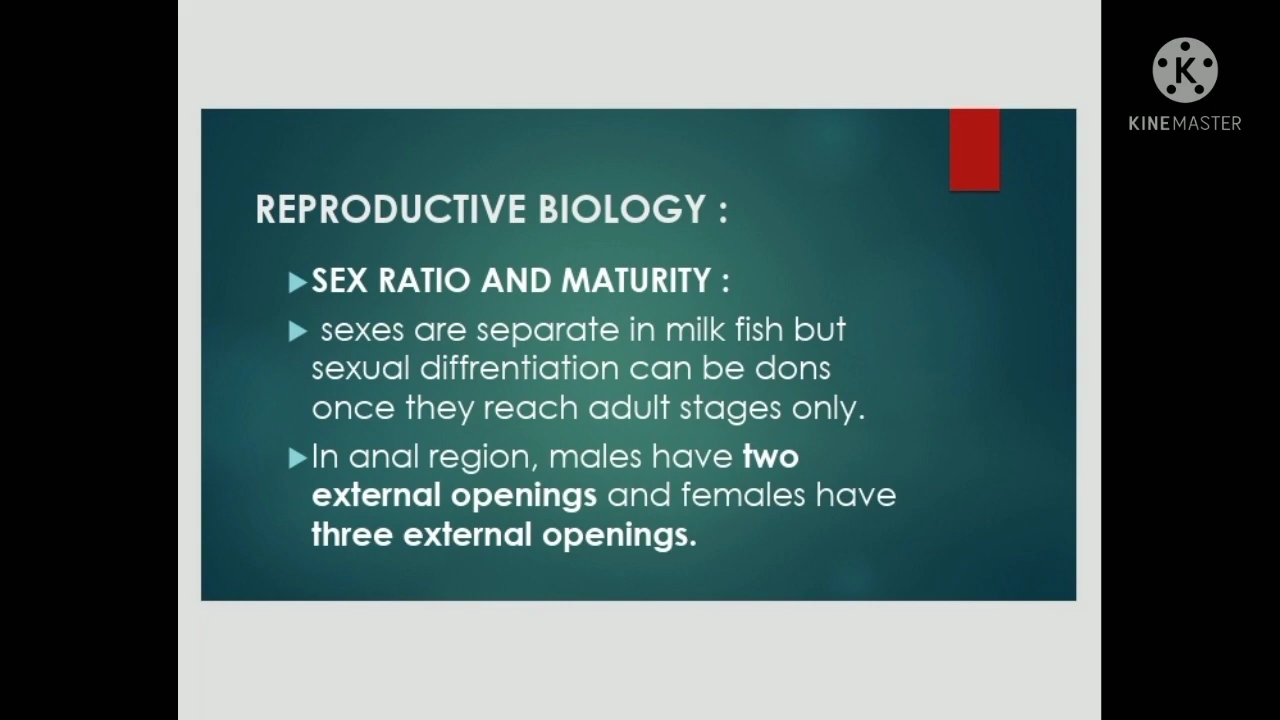 KINEMASTER
REPRODUCTIVE BIOLOGY :
SEX RATIO AND MATURITY :
sexes are separate in milk fish but
sexual diffrentiation can be dons
once they reach adult stages only.
In anal region, males have two
external openings and females have
three external openings.